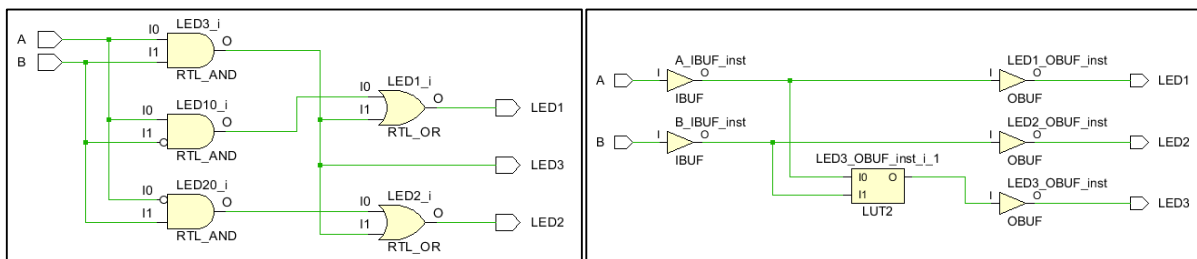 LED3_i
A
I0
O
B
I1
RTL_AND
LED10_i
LED1_i
I0
O
I0
O
LED1
I1
I1
RTL_AND
RTL_OR
LED3
LED20_i
LED2_i
I0
O
I0
O
LED2
I1
I1
RTL_AND
RTL_OR
A_IBUF_inst
LED1_OBUF_inst
A
I
O
I
O
LED1
IBUF
OBUF
B_IBUF_inst
LED2_OBUF_inst
B
I
O
I
O
LED2
IBUF
OBUF
LED3_OBUF_inst_i_1
LED3_OBUF_inst
I0
O
I
O
LED3
I1
LUT2
OBUF